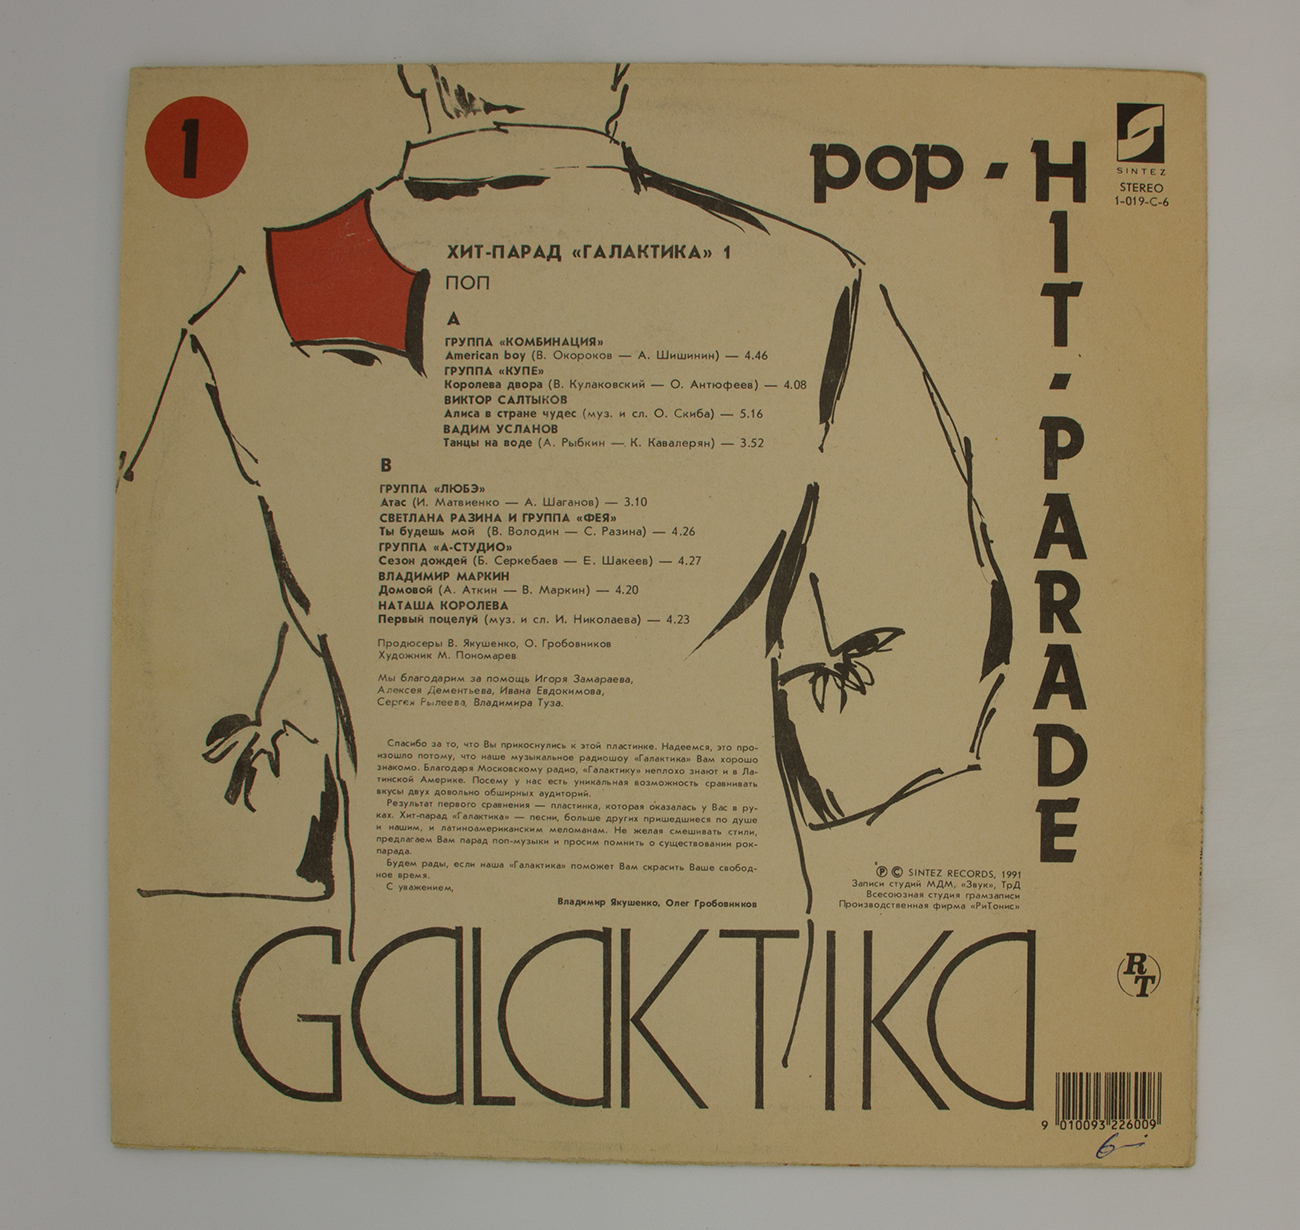 1
pop - HIT - PARADE
SINTEZ
STEREO
1-019-C-6
ХИТ-ПАРАД «ГАЛАКТИКА» 1
ПОП
А
ГРУППА «КОМБИНАЦИЯ»
American boy (В. Окороков — А. Шишинин) — 4.46
ГРУППА «КУПЕ»
Королева двора (В. Кулаковский — О. Антюфеев) — 4.08
ВИКТОР САЛТЫКОВ
Алиса в стране чудес (муз. и сл. О. Скиба) — 5.16
ВАДИМ УСЛАНОВ
Танцы на воде (А. Рыбкин — К. Кавалерян) — 3.52
В
ГРУППА «ЛЮБЭ»
Атас (И. Матвиенко — А. Шаганов) — 3.10
СВЕТЛАНА РАЗИНА И ГРУППА «ФЕЯ»
Ты будешь мой (В. Володин — С. Разина) — 4.26
ГРУППА «А-СТУДИО»
Сезон дождей (Б. Серкебаев — Е. Шакеев) — 4.27
ВЛАДИМИР МАРКИН
Домовой (А. Аткин — В. Маркин) — 4.20
НАТАША КОРОЛЕВА
Первый поцелуй (муз. и сл. И. Николаева) — 4.23
Продюсеры В. Якушенко, О. Гробовников
Художник М. Пономарев
Мы благодарим за помощь Игоря Замараева,
Алексея Дементьева, Ивана Евдокимова,
Сергея Рылеева, Владимира Туза.
Спасибо за то, что Вы прикоснулись к этой пластинке. Надеемся, это про-
изошло потому, что наше музыкальное радиошоу «Галактика» Вам хорошо
знакомо. Благодаря Московскому радио, «Галактику» неплохо знают и в Ла-
тинской Америке. Посему у нас есть уникальная возможность сравнивать
вкусы двух довольно обширных аудиторий.
Результат первого сравнения — пластинка, которая оказалась у Вас в ру-
ках. Хит-парад «Галактика» — песни, больше других пришедшиеся по душе
и нашим, и латиноамериканским меломанам. Не желая смешивать стили,
предлагаем Вам парад поп-музыки и просим помнить о существовании рок-
парада.
Будем рады, если наша «Галактика» поможет Вам скрасить Ваше свобод-
ное время.
С уважением,
Владимир Якушенко, Олег Гробовников
Ⓟ © SINTEZ RECORDS, 1991
Записи студий МДМ, «Звук», ТрД
Всесоюзная студия грамзаписи
Производственная фирма «РиТонис»
GALAKTIKA
RT
9 010093 226009